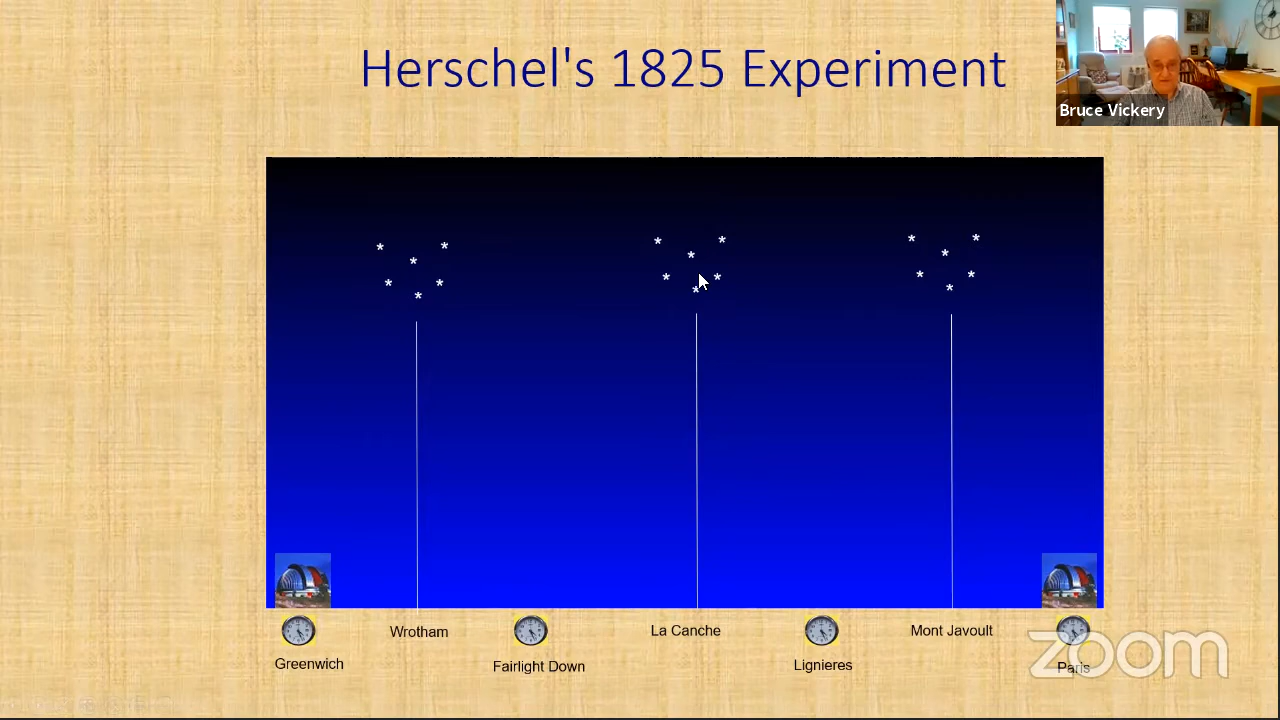 Herschel's 1825 Experiment
Bruce Vickery
Wrotham
La Canche
Mont Javoult
Greenwich
Fairlight Down
Lignieres
Paris
zoom